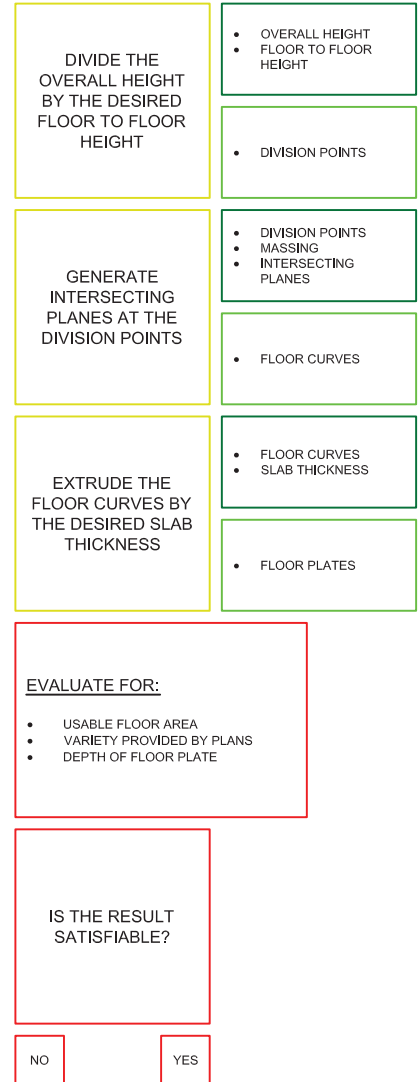 DIVIDE THE
OVERALL HEIGHT
BY THE DESIRED
FLOOR TO FLOOR
HEIGHT
• OVERALL HEIGHT
• FLOOR TO FLOOR
HEIGHT
• DIVISION POINTS
GENERATE
INTERSECTING
PLANES AT THE
DIVISION POINTS
• DIVISION POINTS
• MASSING
• INTERSECTING
PLANES
• FLOOR CURVES
EXTRUDE THE
FLOOR CURVES BY
THE DESIRED SLAB
THICKNESS
• FLOOR CURVES
• SLAB THICKNESS
• FLOOR PLATES
EVALUATE FOR:
• USABLE FLOOR AREA
• VARIETY PROVIDED BY PLANS
• DEPTH OF FLOOR PLATE
IS THE RESULT
SATISFIABLE?
NO
YES